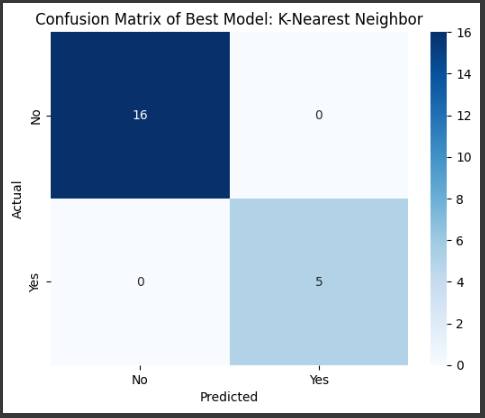 Confusion Matrix of Best Model: K-Nearest Neighbor
16
14
12
10
8
6
4
2
0
Actual
No
16
0
Yes
0
5
No
Yes
Predicted